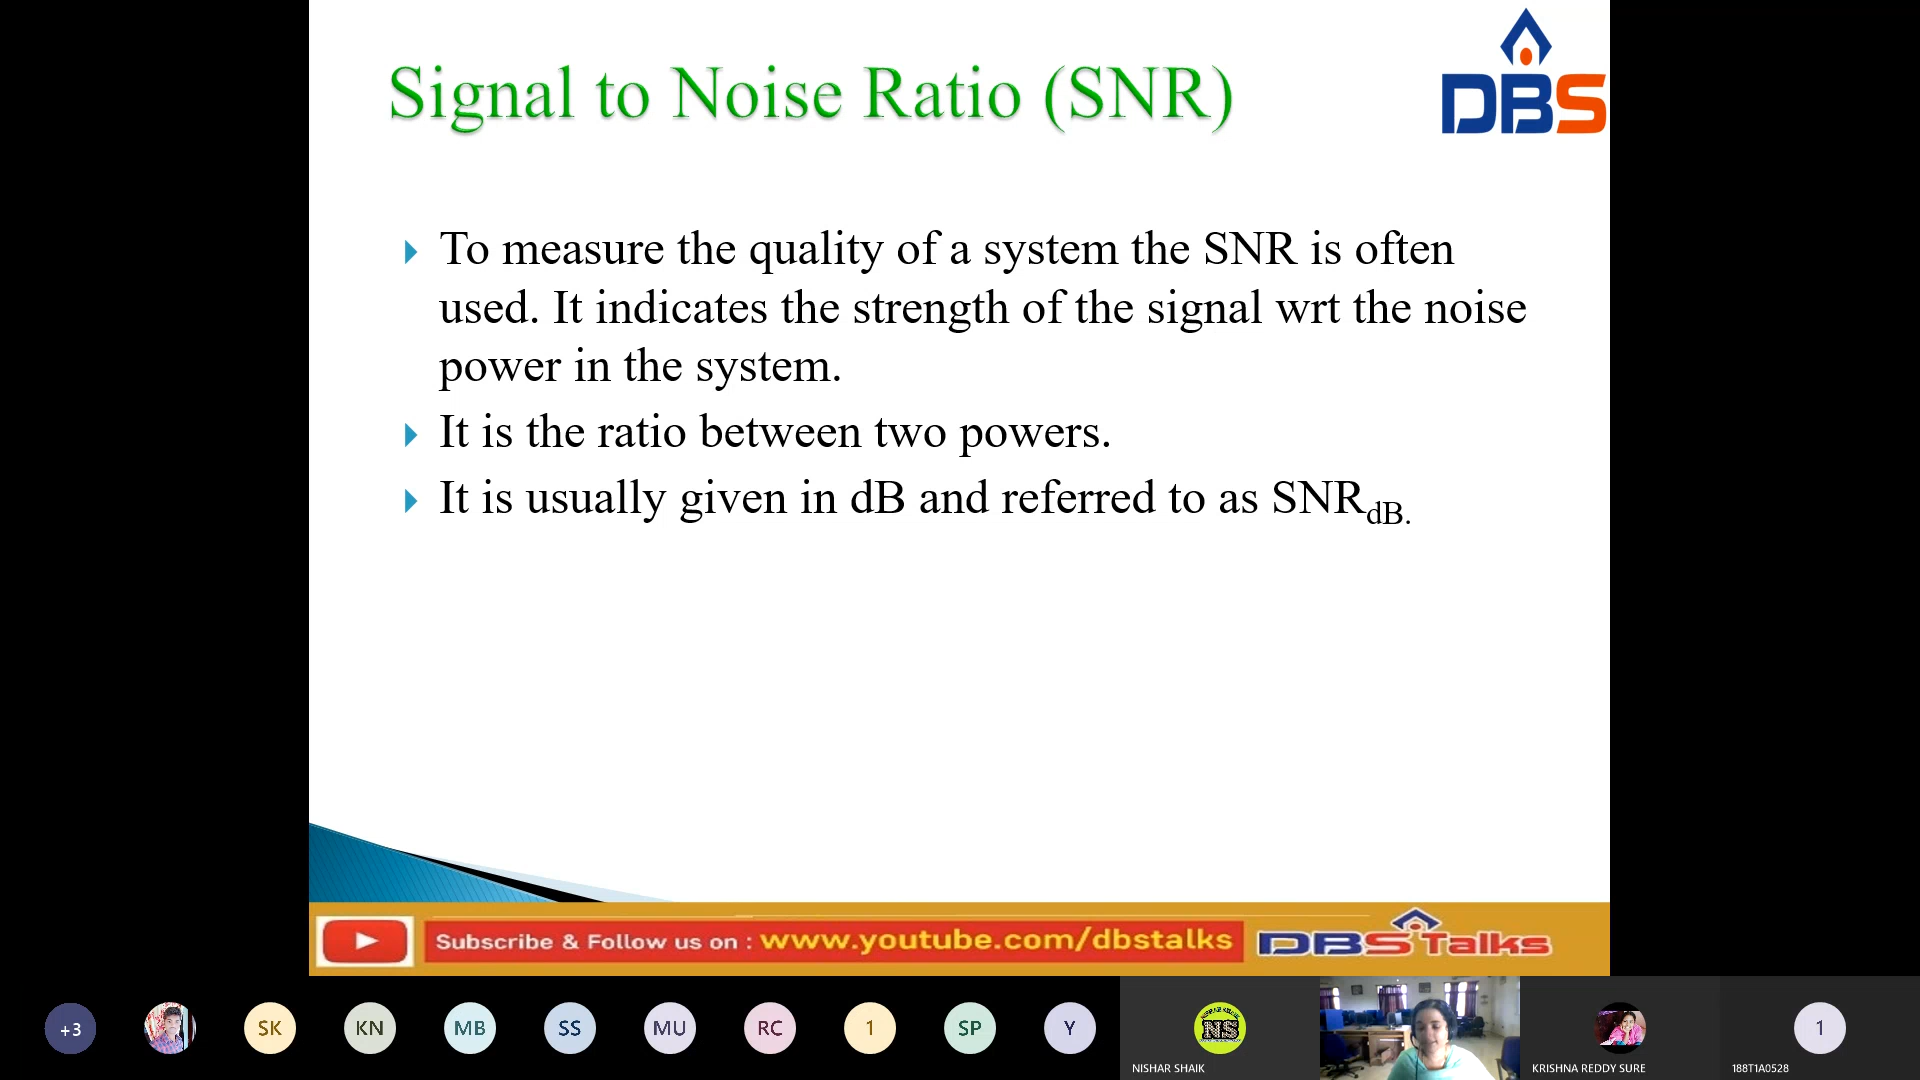 Signal to Noise Ratio (SNR)
DBS
To measure the quality of a system the SNR is often
used. It indicates the strength of the signal wrt the noise
power in the system.
It is the ratio between two powers.
It is usually given in dB and referred to as SNRdB.
Subscribe & Follow us on : www.youtube.com/dbstalks
DBS Talks
+3
SK
KN
MB
SS
MU
RC
1
SP
Y
NS
1
NISHAR SHAIK
KRISHNA REDDY SURE
188T1A0528